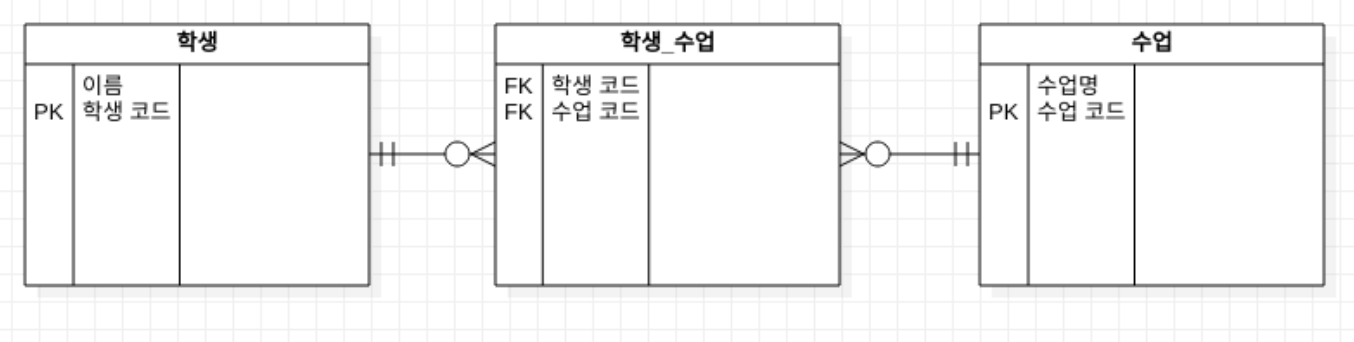 학생
이름
PK 학생 코드
학생_수업
FK 학생 코드
FK 수업 코드
수업
수업명
PK 수업 코드